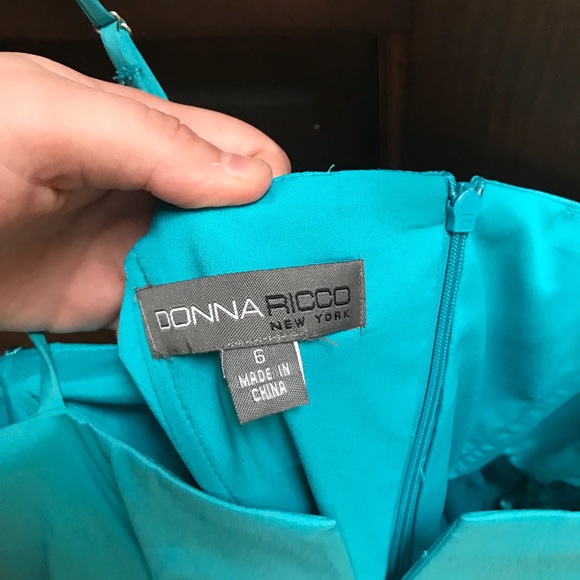 DONNA RICCO
NEW YORK
6
MADE IN
CHINA